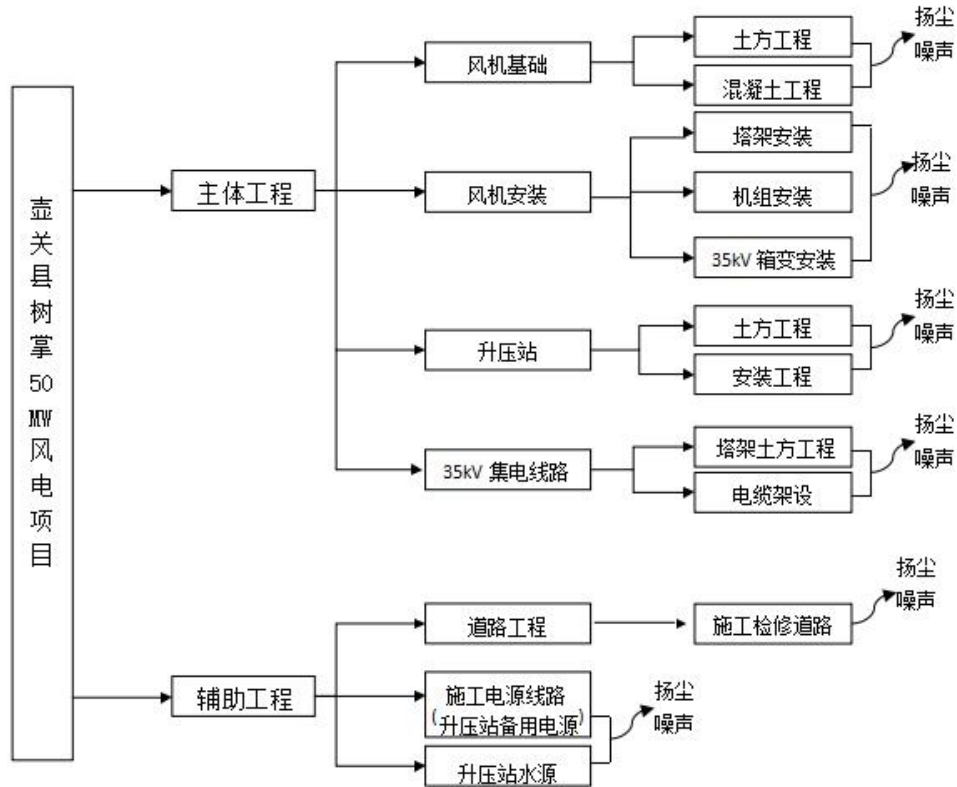 壶关县树掌50MW风电项目
主体工程
风机基础
土方工程
混凝土工程
扬尘
噪声
风机安装
塔架安装
机组安装
35kV 箱变安装
扬尘
噪声
升压站
土方工程
安装工程
扬尘
噪声
35kV 集电线路
塔架土方工程
电缆架设
扬尘
噪声
辅助工程
道路工程
施工检修道路
扬尘
噪声
施工电源线路
(升压站备用电源)
升压站水源
扬尘
噪声